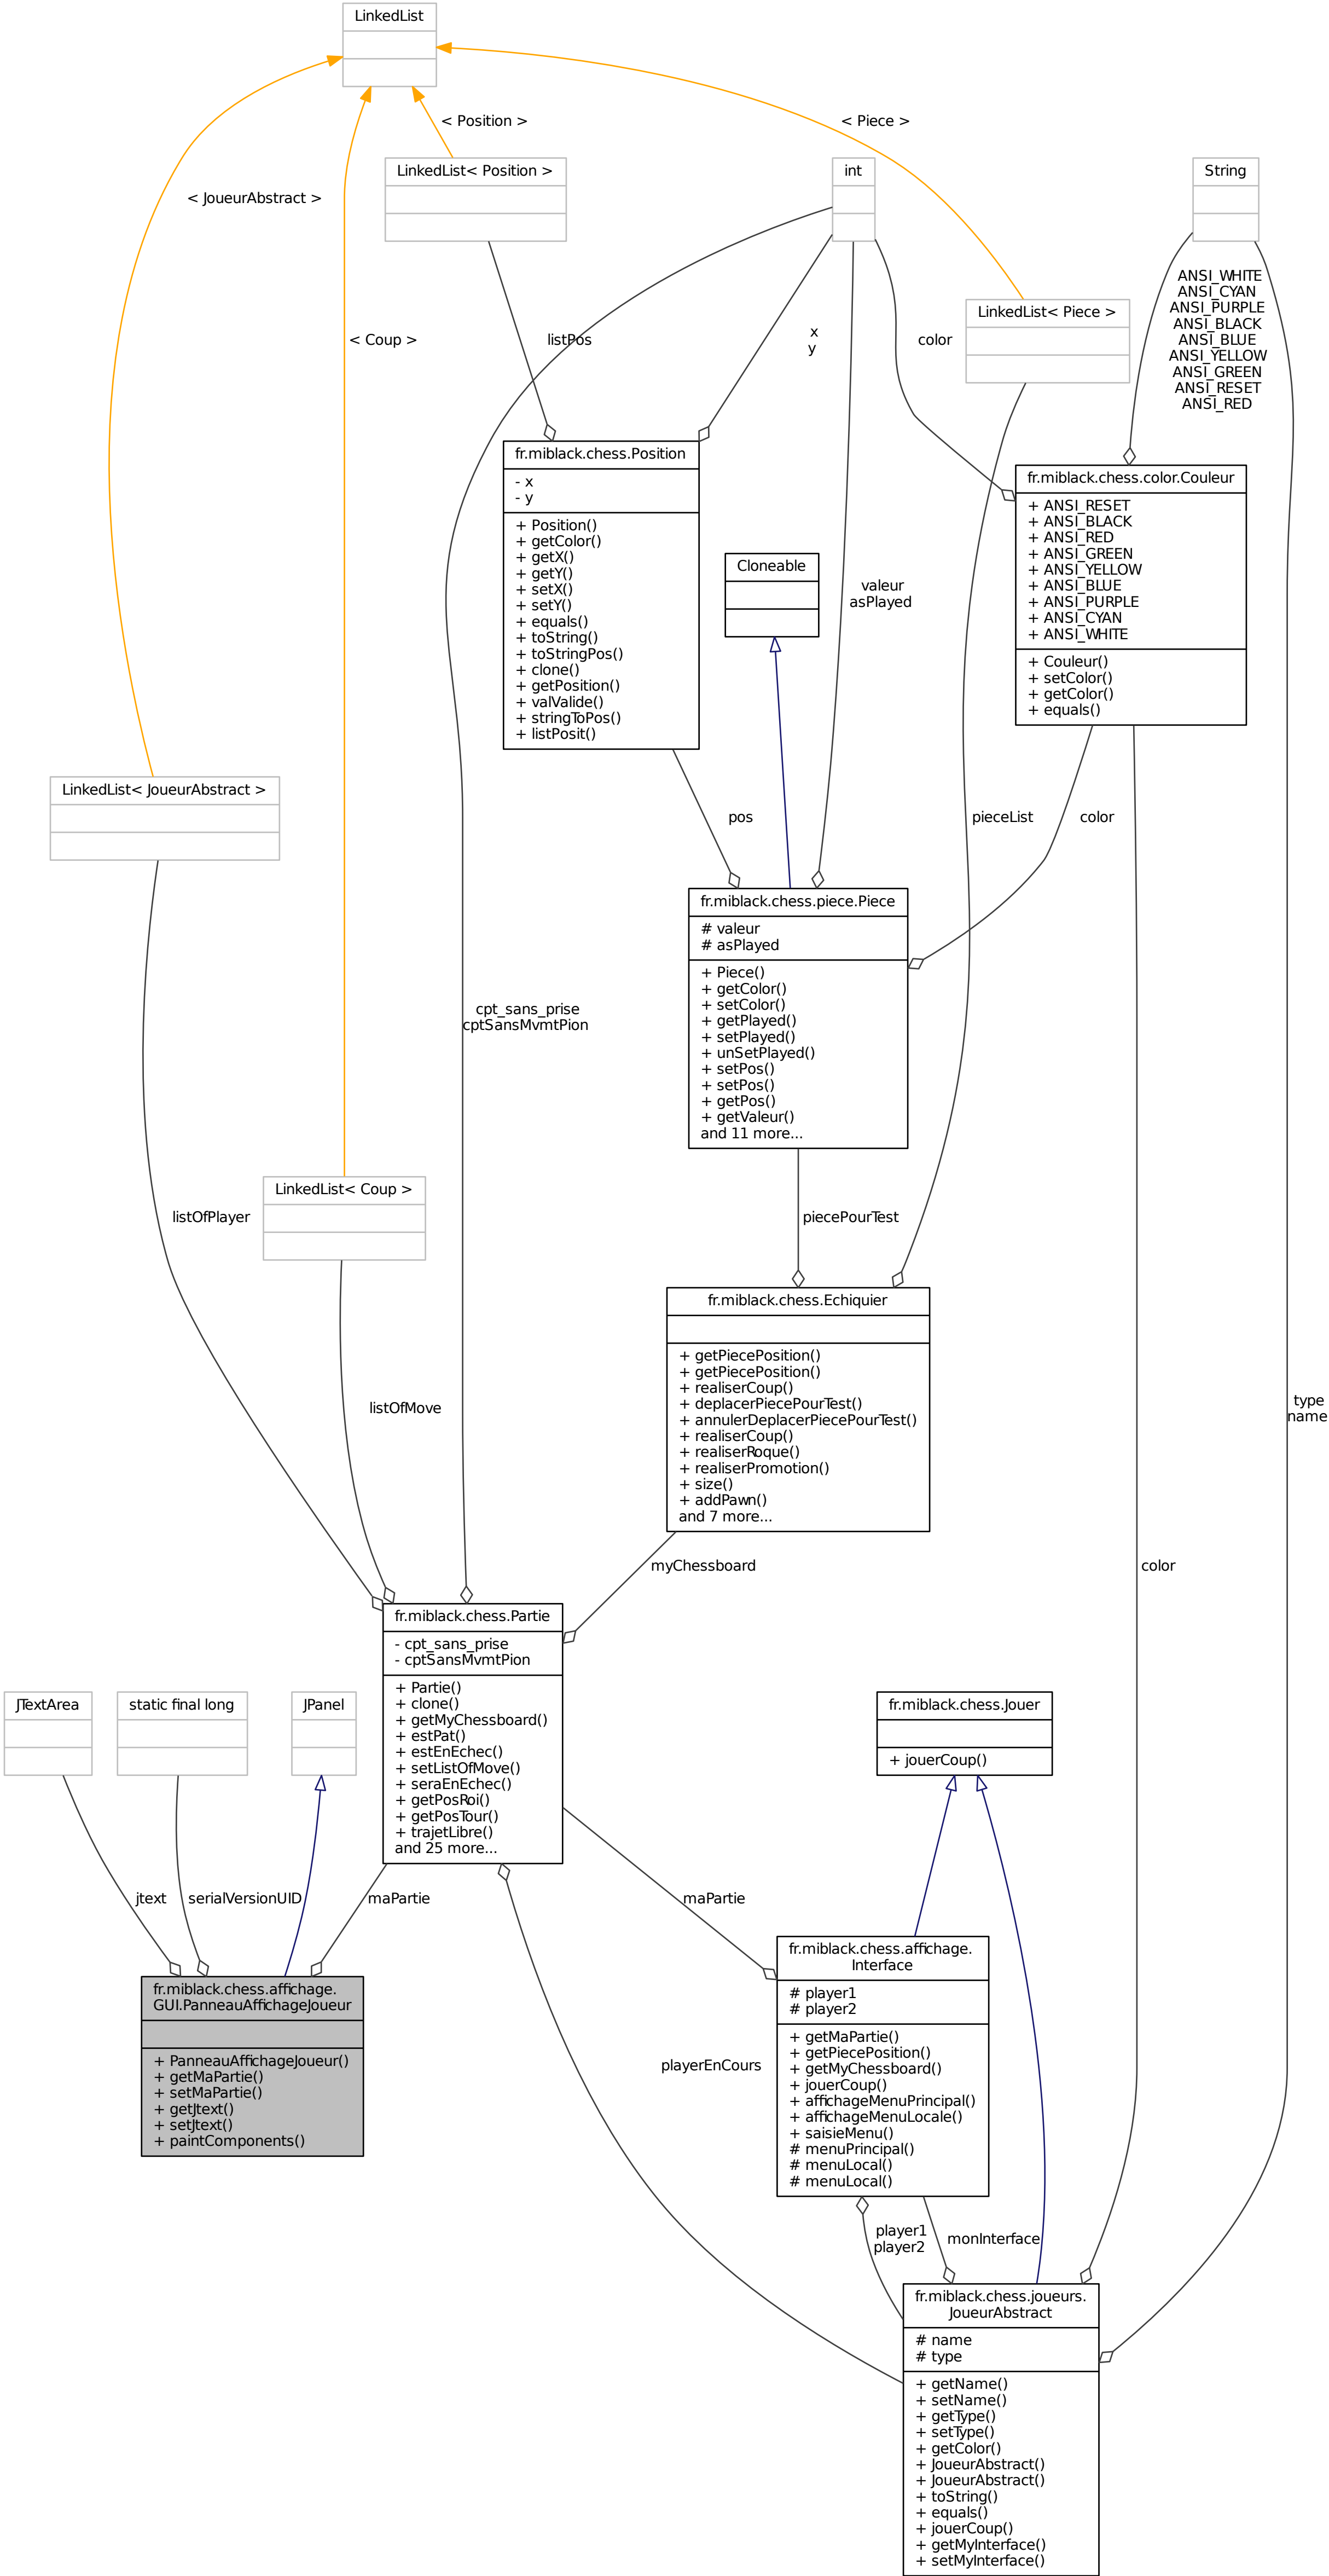 LinkedList
< Position >
< Piece >
LinkedList< Position >
int
String
< JoueurAbstract >
ANSI_WHITE
ANSI_CYAN
ANSI_PURPLE
ANSI_BLACK
ANSI_BLUE
ANSI_YELLOW
ANSI_GREEN
ANSI_RESET
ANSI_RED
LinkedList< Piece >
x
y
< Coup >
listPos
color
fr.miblack.chess.Position
- x
- y
+ Position()
+ getColor()
+ getX()
+ getY()
+ setX()
+ setY()
+ equals()
+ toString()
+ toStringPos()
+ clone()
+ getPosition()
+ valValide()
+ stringToPos()
+ listPosit()
fr.miblack.chess.color.Couleur
+ ANSI_RESET
+ ANSI_BLACK
+ ANSI_RED
+ ANSI_GREEN
+ ANSI_YELLOW
+ ANSI_BLUE
+ ANSI_PURPLE
+ ANSI_CYAN
+ ANSI_WHITE
+ Couleur()
+ setColor()
+ getColor()
+ equals()
Cloneable
valeur
asPlayed
LinkedList< JoueurAbstract >
pos
pieceList
color
fr.miblack.chess.piece.Piece
# valeur
# asPlayed
+ Piece()
+ getColor()
+ setColor()
+ getPlayed()
+ setPlayed()
+ unSetPlayed()
+ setPos()
+ setPos()
+ getPos()
+ getValeur()
and 11 more...
cpt_sans_prise
cptSansMvmtPion
LinkedList< Coup >
listOfPlayer
piecePourTest
fr.miblack.chess.Echiquier
+ getPiecePosition()
+ getPiecePosition()
+ realiserCoup()
+ deplacerPiecePourTest()
+ annulerDeplacerPiecePourTest()
+ realiserCoup()
+ realiserRoque()
+ realiserPromotion()
+ size()
+ addPawn()
and 7 more...
listOfMove
type
name
myChessboard
color
fr.miblack.chess.Partie
- cpt_sans_prise
- cptSansMvmtPion
+ Partie()
+ clone()
+ getMyChessboard()
+ estPat()
+ estEnEchec()
+ setListOfMove()
+ seraEnEchec()
+ getPosRoi()
+ getPosTour()
+ trajetLibre()
and 25 more...
JTextArea
static final long
JPanel
fr.miblack.chess.Jouer
+ jouerCoup()
jtext
serialVersionUID
maPartie
maPartie
fr.miblack.chess.affichage.
Interface
# player1
# player2
+ getMaPartie()
+ getPiecePosition()
+ getMyChessboard()
+ jouerCoup()
+ affichageMenuPrincipal()
+ affichageMenuLocale()
+ saisieMenu()
# menuPrincipal()
# menuLocal()
# menuLocal()
fr.miblack.chess.affichage.
GUI.PanneauAffichageJoueur
+ PanneauAffichageJoueur()
+ getMaPartie()
+ setMaPartie()
+ getJtext()
+ setJtext()
+ paintComponents()
playerEnCours
player1
player2
monInterface
fr.miblack.chess.joueurs.
JoueurAbstract
# name
# type
+ getName()
+ setName()
+ getType()
+ setType()
+ getColor()
+ JoueurAbstract()
+ JoueurAbstract()
+ toString()
+ equals()
+ jouerCoup()
+ getMyInterface()
+ setMyInterface()